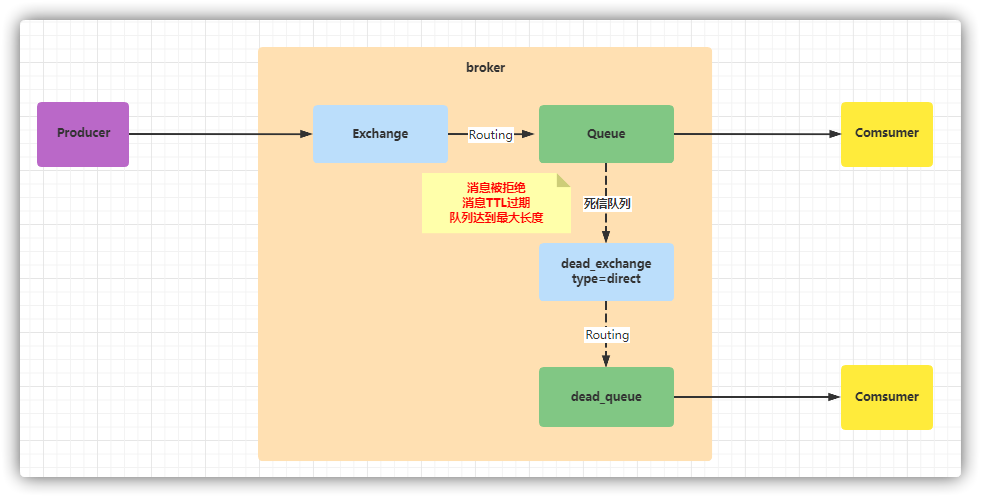 broker
Producer
Exchange
Routing
Queue
Comsumer
消息被拒绝
消息TTL过期
队列达到最大长度
死信队列
dead_exchange
type=direct
Routing
dead_queue
Comsumer